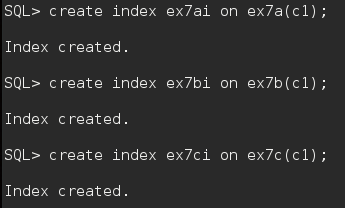 SQL> create index ex7ai on ex7a(c1);
Index created.
SQL> create index ex7bi on ex7b(c1);
Index created.
SQL> create index ex7ci on ex7c(c1);
Index created.